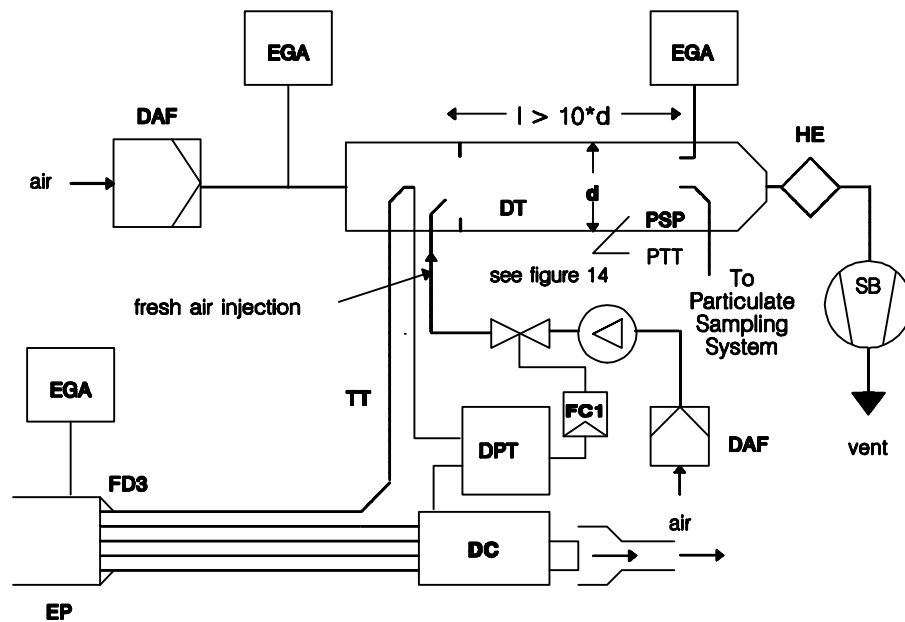 EGA
EGA
DAF
l > 10*d
HE
air
d
DT
PSP
PTT
see figure 14
To
Particulate
Sampling
System
SB
fresh air injection
EGA
TT
FC1
DPT
DAF
vent
FD3
air
DC
EP